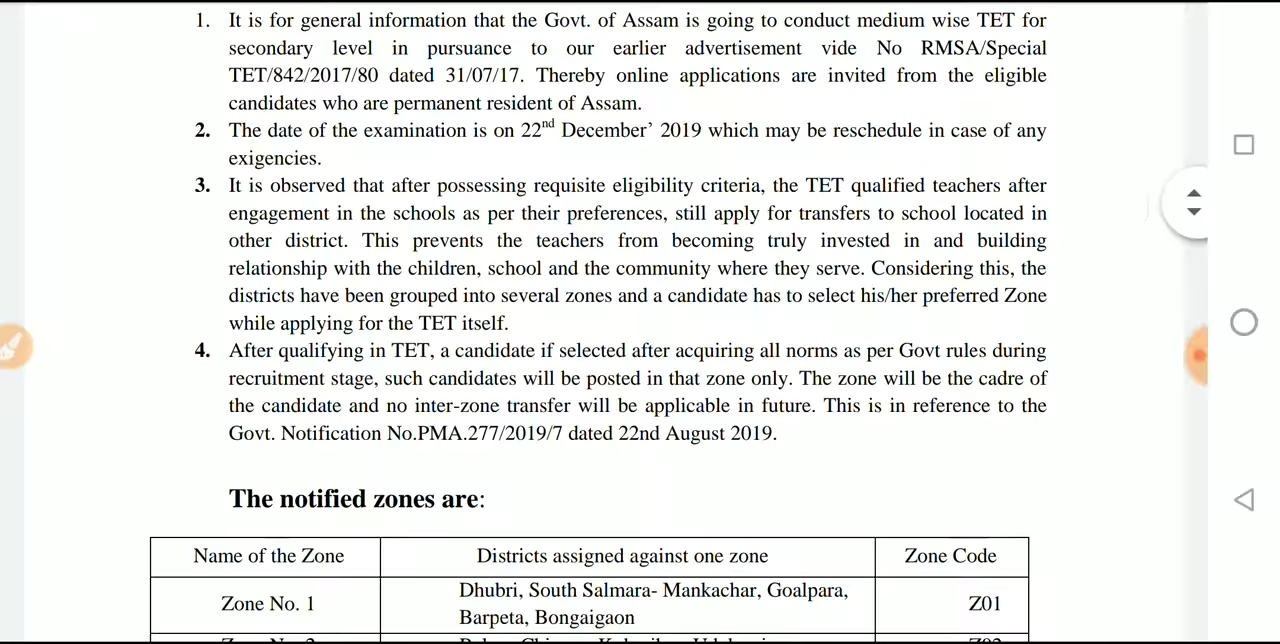 1. It is for general information that the Govt. of Assam is going to conduct medium wise TET for
secondary level in pursuance to our earlier advertisement vide No RMSA/Special
TET/842/2017/80 dated 31/07/17. Thereby online applications are invited from the eligible
candidates who are permanent resident of Assam.
2. The date of the examination is on 22nd December’ 2019 which may be reschedule in case of any
exigencies.
3. It is observed that after possessing requisite eligibility criteria, the TET qualified teachers after
engagement in the schools as per their preferences, still apply for transfers to school located in
other district. This prevents the teachers from becoming truly invested in and building
relationship with the children, school and the community where they serve. Considering this, the
districts have been grouped into several zones and a candidate has to select his/her preferred Zone
while applying for the TET itself.
4. After qualifying in TET, a candidate if selected after acquiring all norms as per Govt rules during
recruitment stage, such candidates will be posted in that zone only. The zone will be the cadre of
the candidate and no inter-zone transfer will be applicable in future. This is in reference to the
Govt. Notification No.PMA.277/2019/7 dated 22nd August 2019.
The notified zones are:
Name of the Zone Districts assigned against one zone Zone Code
Dhubri, South Salmara- Mankachar, Goalpara,
Zone No. 1 Z01
Barpeta, Bongaigaon